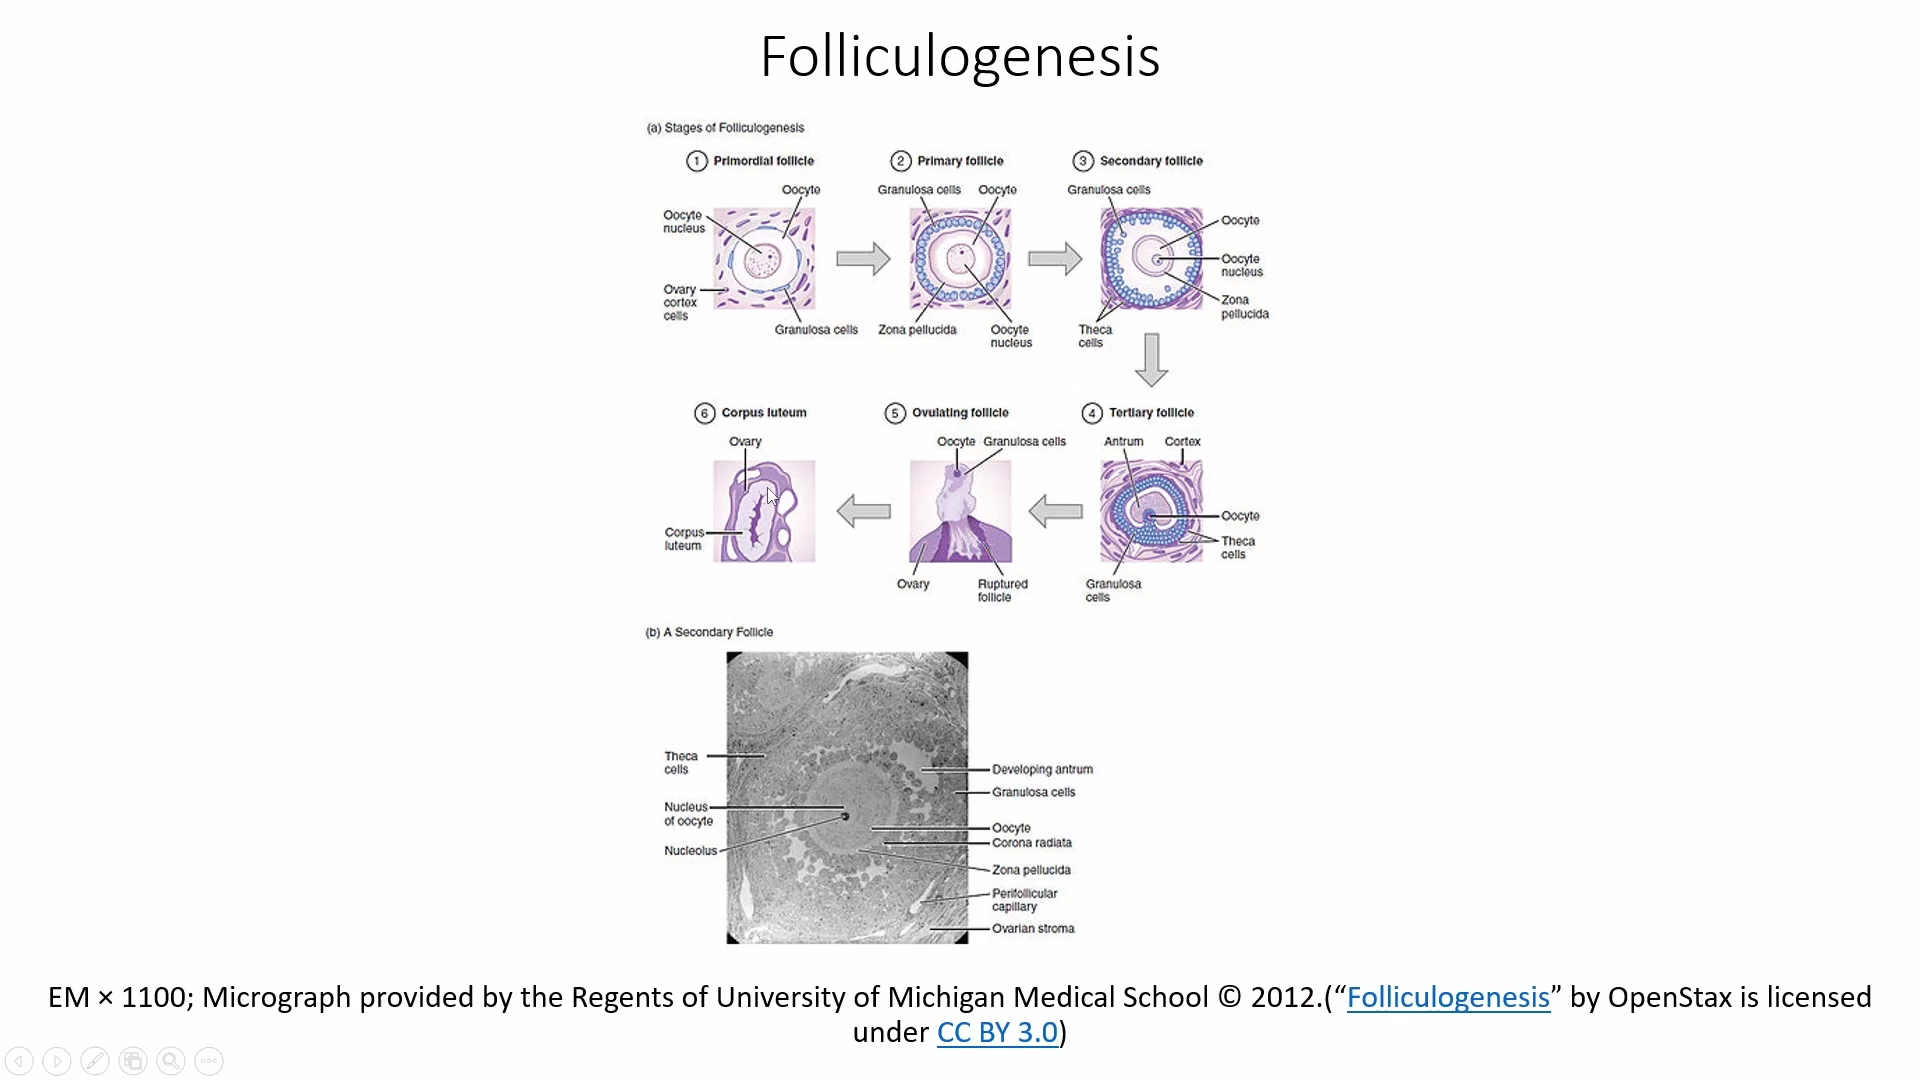 Folliculogenesis
(a) Stages of Folliculogenesis
1 Primordial follicle
Oocyte
Oocyte
nucleus
Ovary
cortex
cells
Granulosa cells
2 Primary follicle
Granulosa cells Oocyte
Zona pellucida
Oocyte
nucleus
3 Secondary follicle
Granulosa cells
Oocyte
Oocyte
nucleus
Zona
pellucida
Theca
cells
6 Corpus luteum
Ovary
Corpus
luteum
5 Ovulating follicle
Oocyte Granulosa cells
Ovary
Ruptured
follicle
4 Tertiary follicle
Antrum Cortex
Oocyte
Theca
cells
Granulosa
cells
(b) A Secondary Follicle
Theca
cells
Nucleus
of oocyte
Nucleolus
Developing antrum
Granulosa cells
Oocyte
Corona radiata
Zona pellucida
Perifollicular
capillary
Ovarian stroma
EM × 1100; Micrograph provided by the Regents of University of Michigan Medical School © 2012.(“Folliculogenesis” by OpenStax is licensed
under CC BY 3.0)